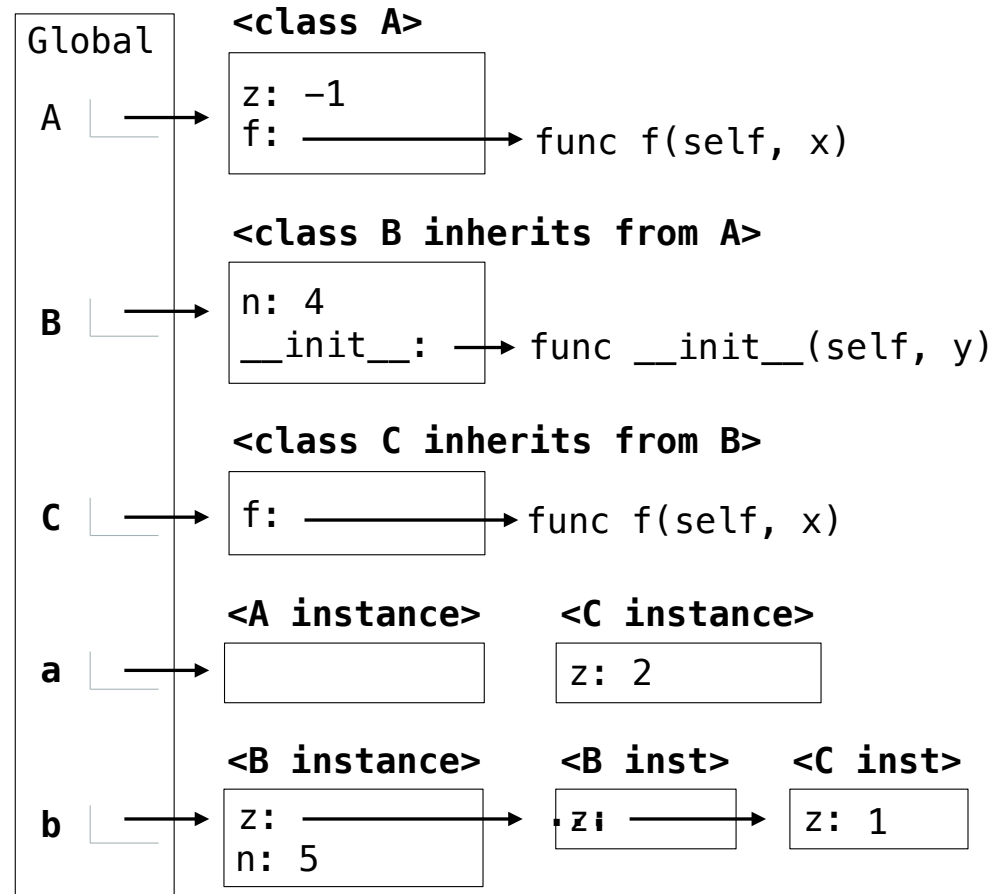 <class A>
Global
z: −1
A
f:
func f(self, x)
<class B inherits from A>
n: 4
B
__init__:
func __init__(self, y)
<class C inherits from B>
C
f:
func f(self, x)
<A instance>
<C instance>
a
z: 2
<B instance>
<B inst>
<C inst>
b
z:
z:
z: 1
n: 5